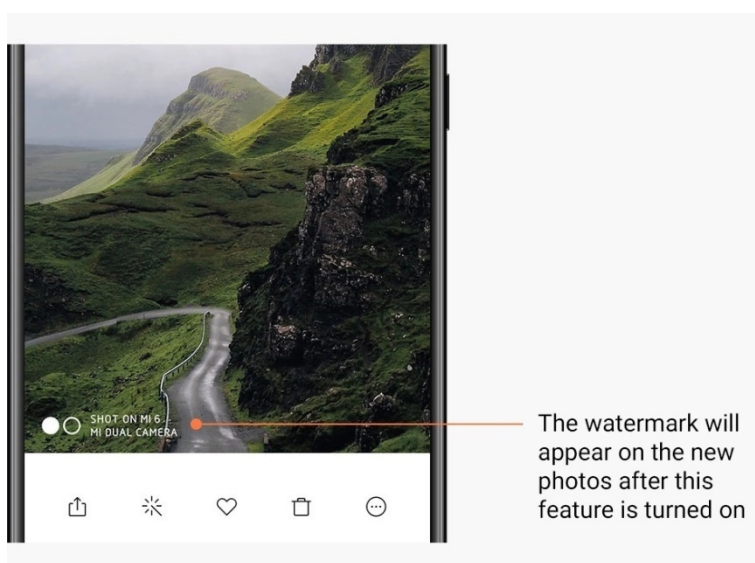 SHOT ON MI 6
MI DUAL CAMERA
The watermark will
appear on the new
photos after this
feature is turned on